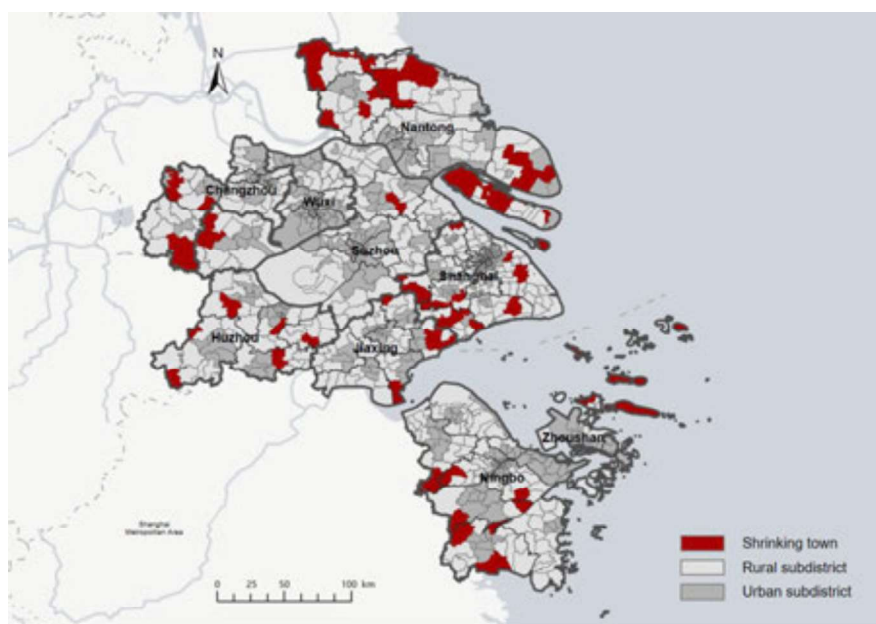 N
Nantong
Chengzhou
Wuxi
Suzhou
Shanghai
Huzhou
Jiaxing
Zhoushan
Ningbo
Shanghai
Metropolitan Area
0 25 50 100 km
Shrinking town
Rural subdistrict
Urban subdistrict